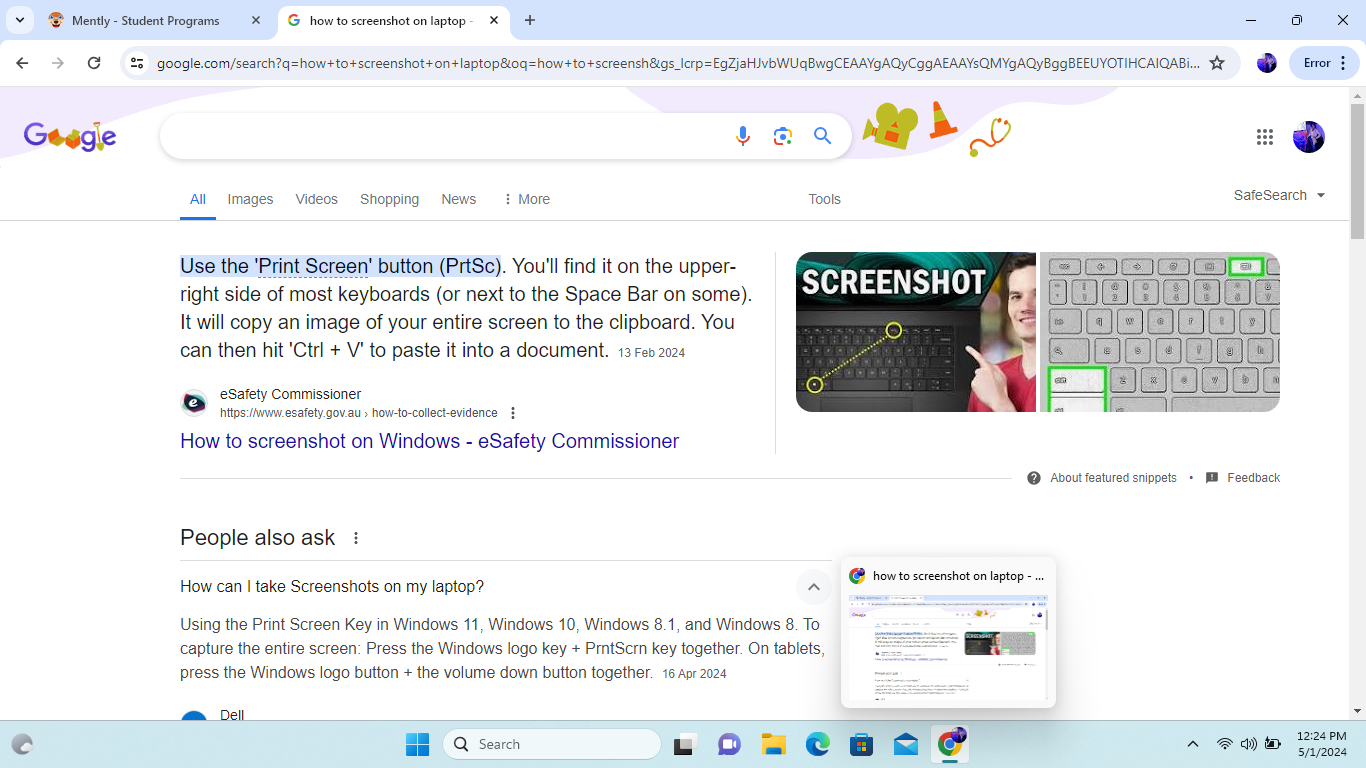 Mently - Student Programs
how to screenshot on laptop -
google.com/search?q=how+to+screenshot+on+laptop&oq=how+to+screensh&gs_lcrp=EgZjaHJvbWUqBwgCEAAYgAQyCggAEAAYsQMYgAQyBggBEEUYOTIHCAIQABi...
Error
Google
All
Images
Videos
Shopping
News
More
Tools
SafeSearch
Use the 'Print Screen' button (PrtSc). You'll find it on the upper-
right side of most keyboards (or next to the Space Bar on some).
It will copy an image of your entire screen to the clipboard. You
can then hit 'Ctrl + V' to paste it into a document. 13 Feb 2024
SCREENSHOT
eSafety Commissioner
https://www.esafety.gov.au › how-to-collect-evidence
How to screenshot on Windows - eSafety Commissioner
About featured snippets
•
Feedback
People also ask
How can I take Screenshots on my laptop?
Using the Print Screen Key in Windows 11, Windows 10, Windows 8.1, and Windows 8. To
capture the entire screen: Press the Windows logo key + PrntScrn key together. On tablets,
press the Windows logo button + the volume down button together. 16 Apr 2024
Dell
how to screenshot on laptop - ...
Search
12:24 PM
5/1/2024